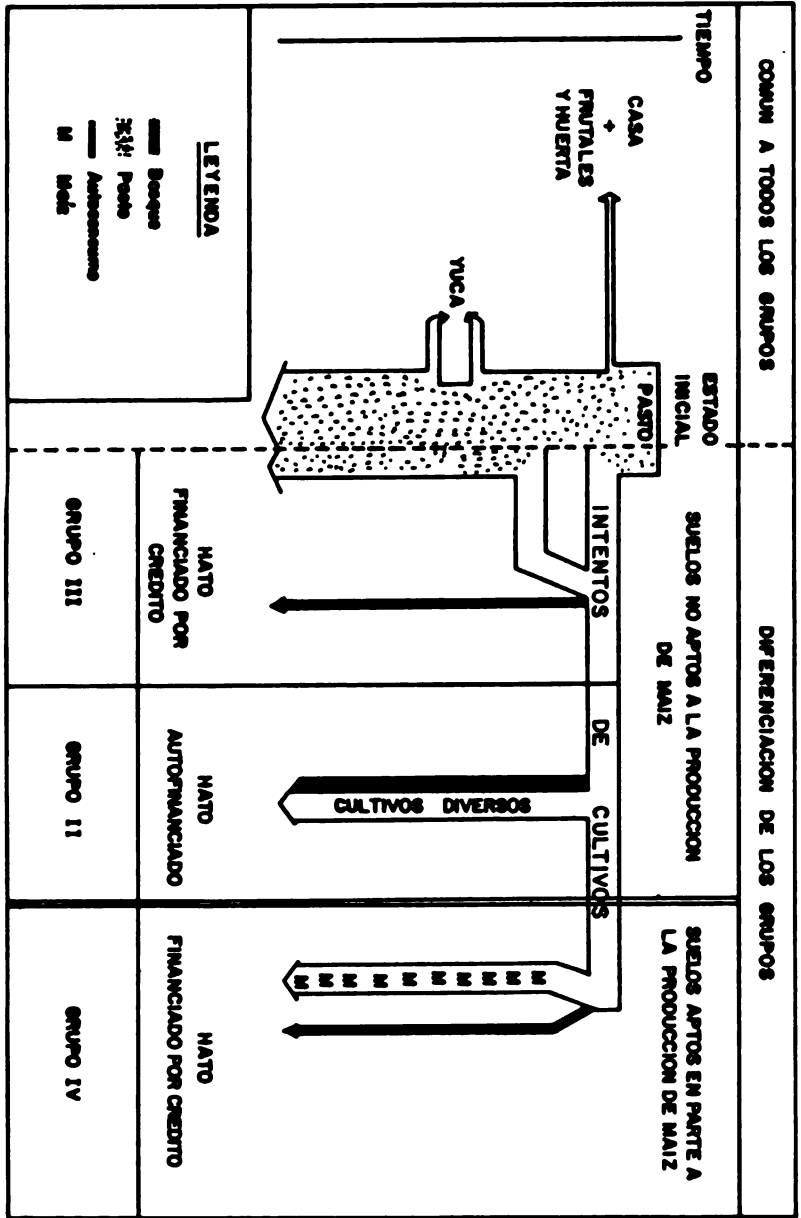 COMUN A TODOS LOS GRUPOS
DIFERENCIACION DE LOS GRUPOS
TIEMPO
ESTADO
INICIAL
SUELOS NO APTOS A LA PRODUCCION
DE MAIZ
SUELOS APTOS EN PARTE A
LA PRODUCCION DE MAIZ
CASA
+
FRUTALES
Y HUERTA
PASTO
INTENTOS DE CULTIVOS
YUCA
CULTIVOS DIVERSOS
M M M M M M M M M
LEYENDA
Bosque
Pasto
Autoconsumo
M Maíz
HATO
FINANCIADO POR
CREDITO
HATO
AUTOFINANCIADO
HATO
FINANCIADO POR CREDITO
GRUPO III
GRUPO II
GRUPO IV